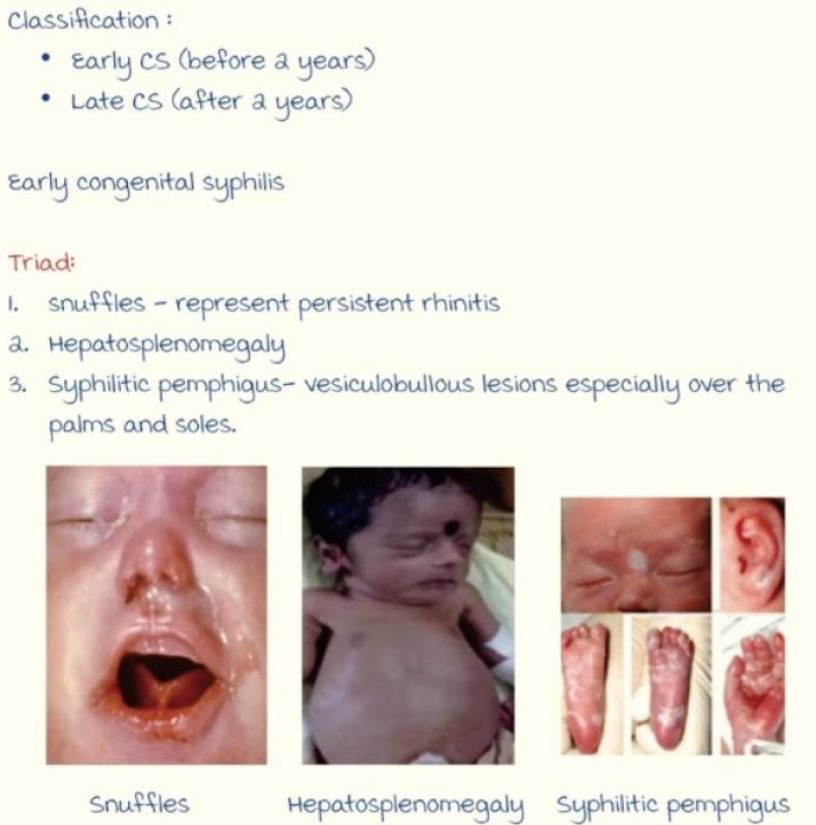 Classification :
• Early CS (before 2 years)
• Late CS (after 2 years)
Early congenital syphilis
Triad:
1. snuffles - represent persistent rhinitis
2. Hepatosplenomegaly
3. Syphilitic pemphigus- vesiculobullous lesions especially over the
palms and soles.
Snuffles
Hepatosplenomegaly
Syphilitic pemphigus